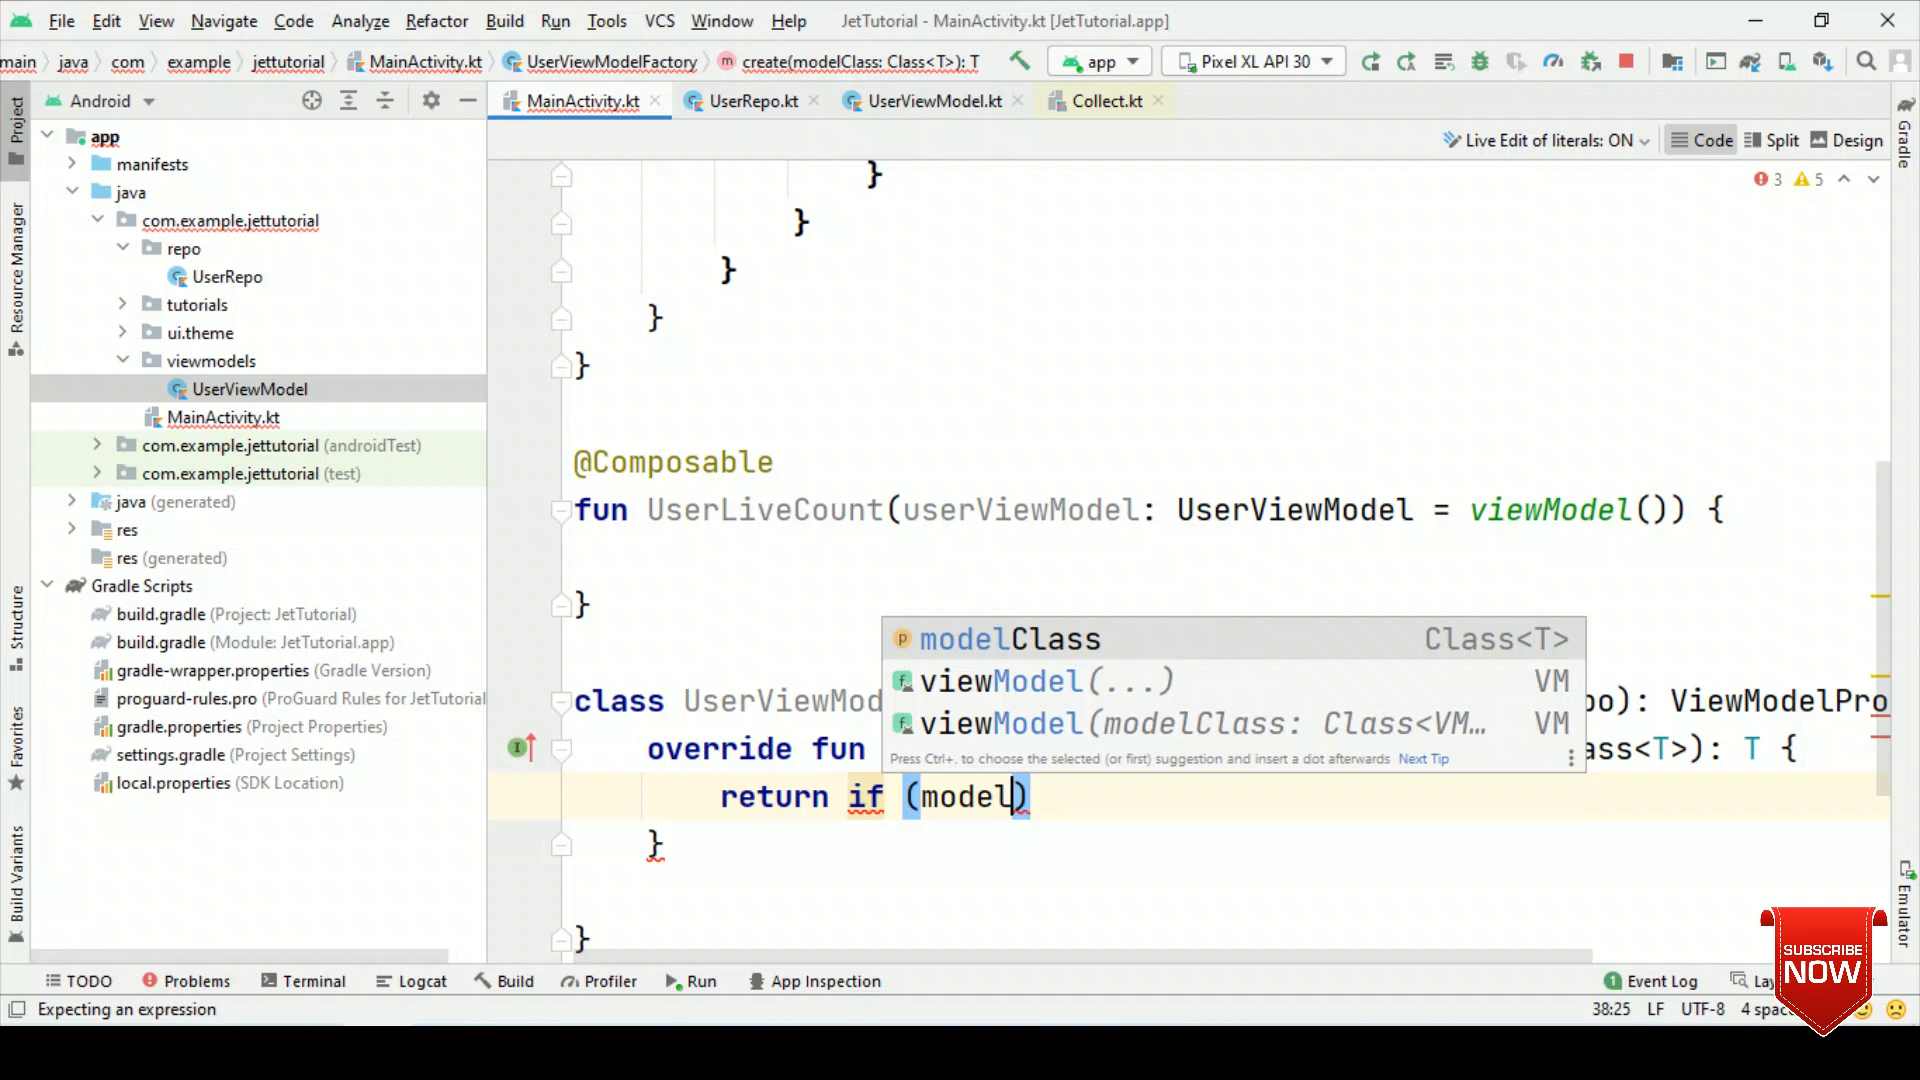 File Edit View Navigate Code Analyze Refactor Build Run Tools VCS Window Help JetTutorial - MainActivity.kt [JetTutorial.app]
main java com example jettutorial MainActivity.kt UserViewModelFactory m create(modelClass: Class<T>): T app Pixel XL API 30
Android MainActivity.kt UserRepo.kt UserViewModel.kt Collect.kt
Live Edit of literals: ON Code Split Design
3 5
Project
Resource Manager
Structure
Favorites
Build Variants
app
manifests
java
com.example.jettutorial
repo
UserRepo
tutorials
ui.theme
viewmodels
UserViewModel
MainActivity.kt
com.example.jettutorial (androidTest)
com.example.jettutorial (test)
java (generated)
res
res (generated)
Gradle Scripts
build.gradle (Project: JetTutorial)
build.gradle (Module: JetTutorial.app)
gradle-wrapper.properties (Gradle Version)
proguard-rules.pro (ProGuard Rules for JetTutorial
gradle.properties (Project Properties)
settings.gradle (Project Settings)
local.properties (SDK Location)
}
}
}
}
}
@Composable
fun UserLiveCount(userViewModel: UserViewModel = viewModel()) {
}
modelClass Class<T>
viewModel(...) VM
viewModel(modelClass: Class<VM... VM
Press Ctrl+. to choose the selected (or first) suggestion and insert a dot afterwards Next Tip
class UserViewMod po): ViewModelPro
override fun ass<T>): T {
return if (model)
}
}
Gradle
Emulator
TODO Problems Terminal Logcat Build Profiler Run App Inspection 1 Event Log Lay
Expecting an expression 38:25 LF UTF-8 4 spac
SUBSCRIBE
NOW